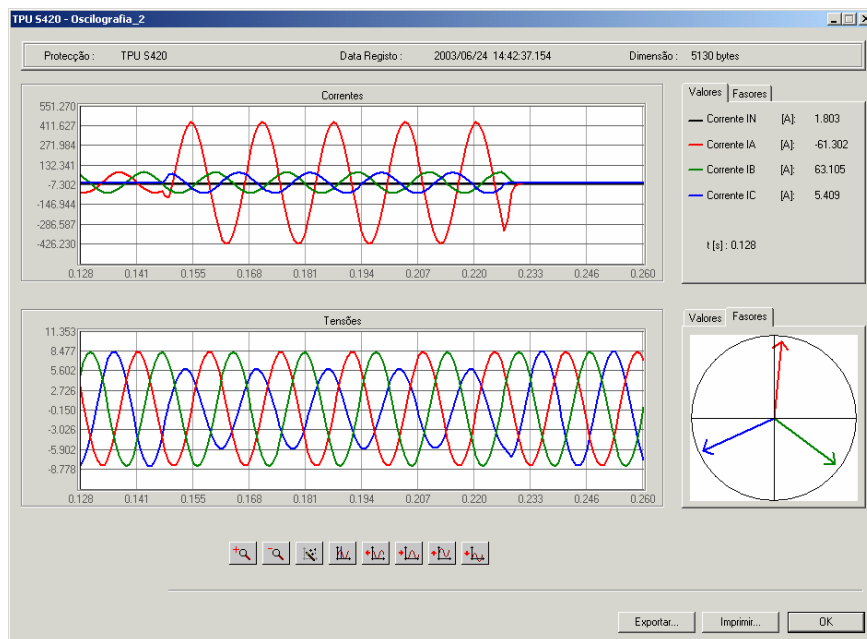 TPU S420 - Oscilografia_2
Protecção : TPU S420 Data Registo : 2003/06/24 14:42:37.154 Dimensão : 5130 bytes
Correntes
551.270
411.627
271.984
132.341
-7.302
-146.944
-286.587
-426.230
0.128 0.141 0.155 0.168 0.181 0.194 0.207 0.220 0.233 0.246 0.260
Valores Fasores
Corrente IN [A]: 1.803
Corrente IA [A]: -61.302
Corrente IB [A]: 63.105
Corrente IC [A]: 5.409
t [s] : 0.128
Tensões
11.353
8.477
5.602
2.726
-0.150
-3.026
-5.902
-8.778
0.128 0.141 0.155 0.168 0.181 0.194 0.207 0.220 0.233 0.246 0.260
Valores Fasores
Exportar... Imprimir... OK